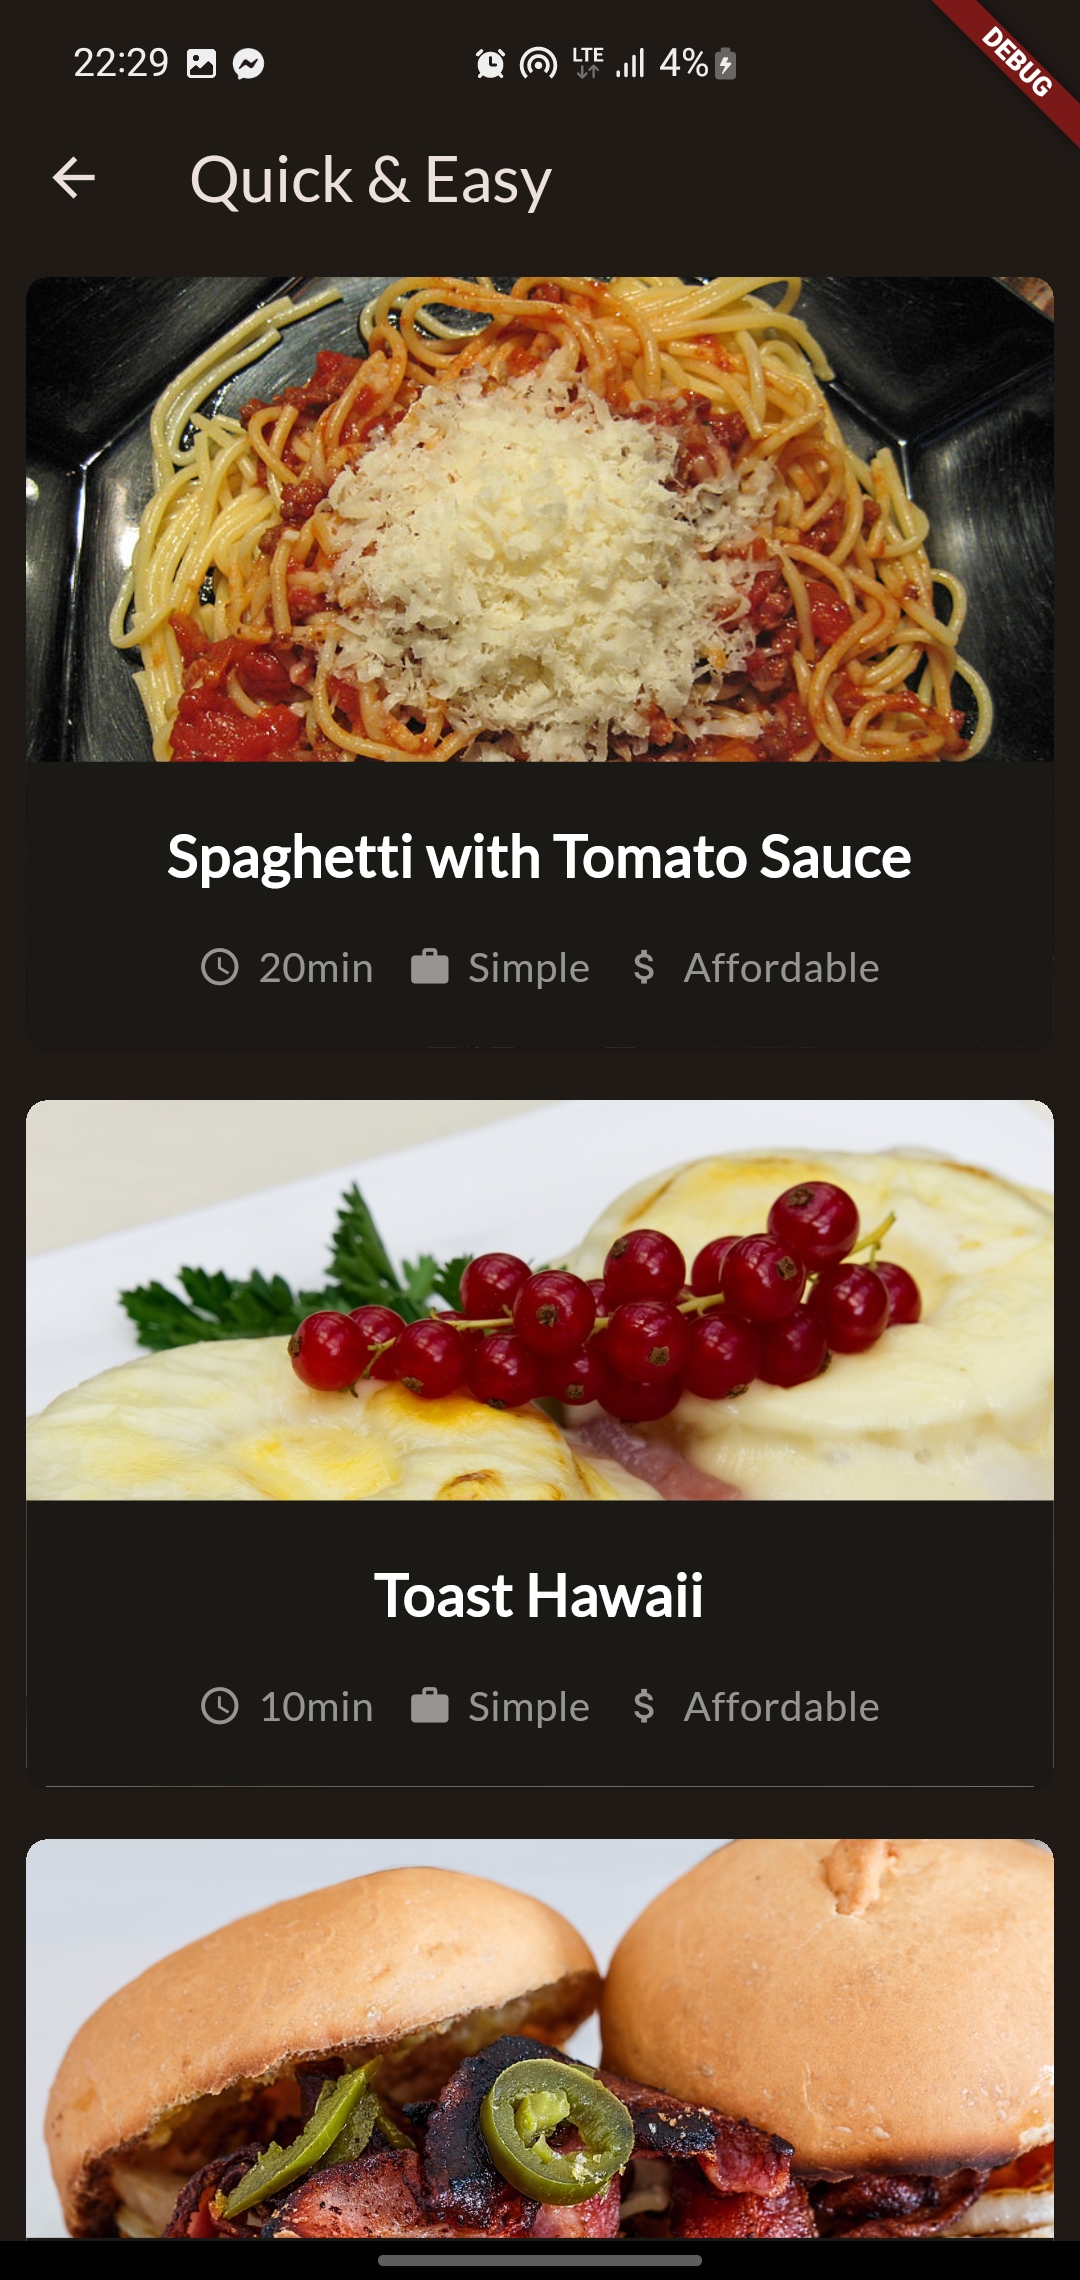 22:29 LTE 4%
DEBUG
Quick & Easy
Spaghetti with Tomato Sauce
20min Simple $ Affordable
Toast Hawaii
10min Simple $ Affordable